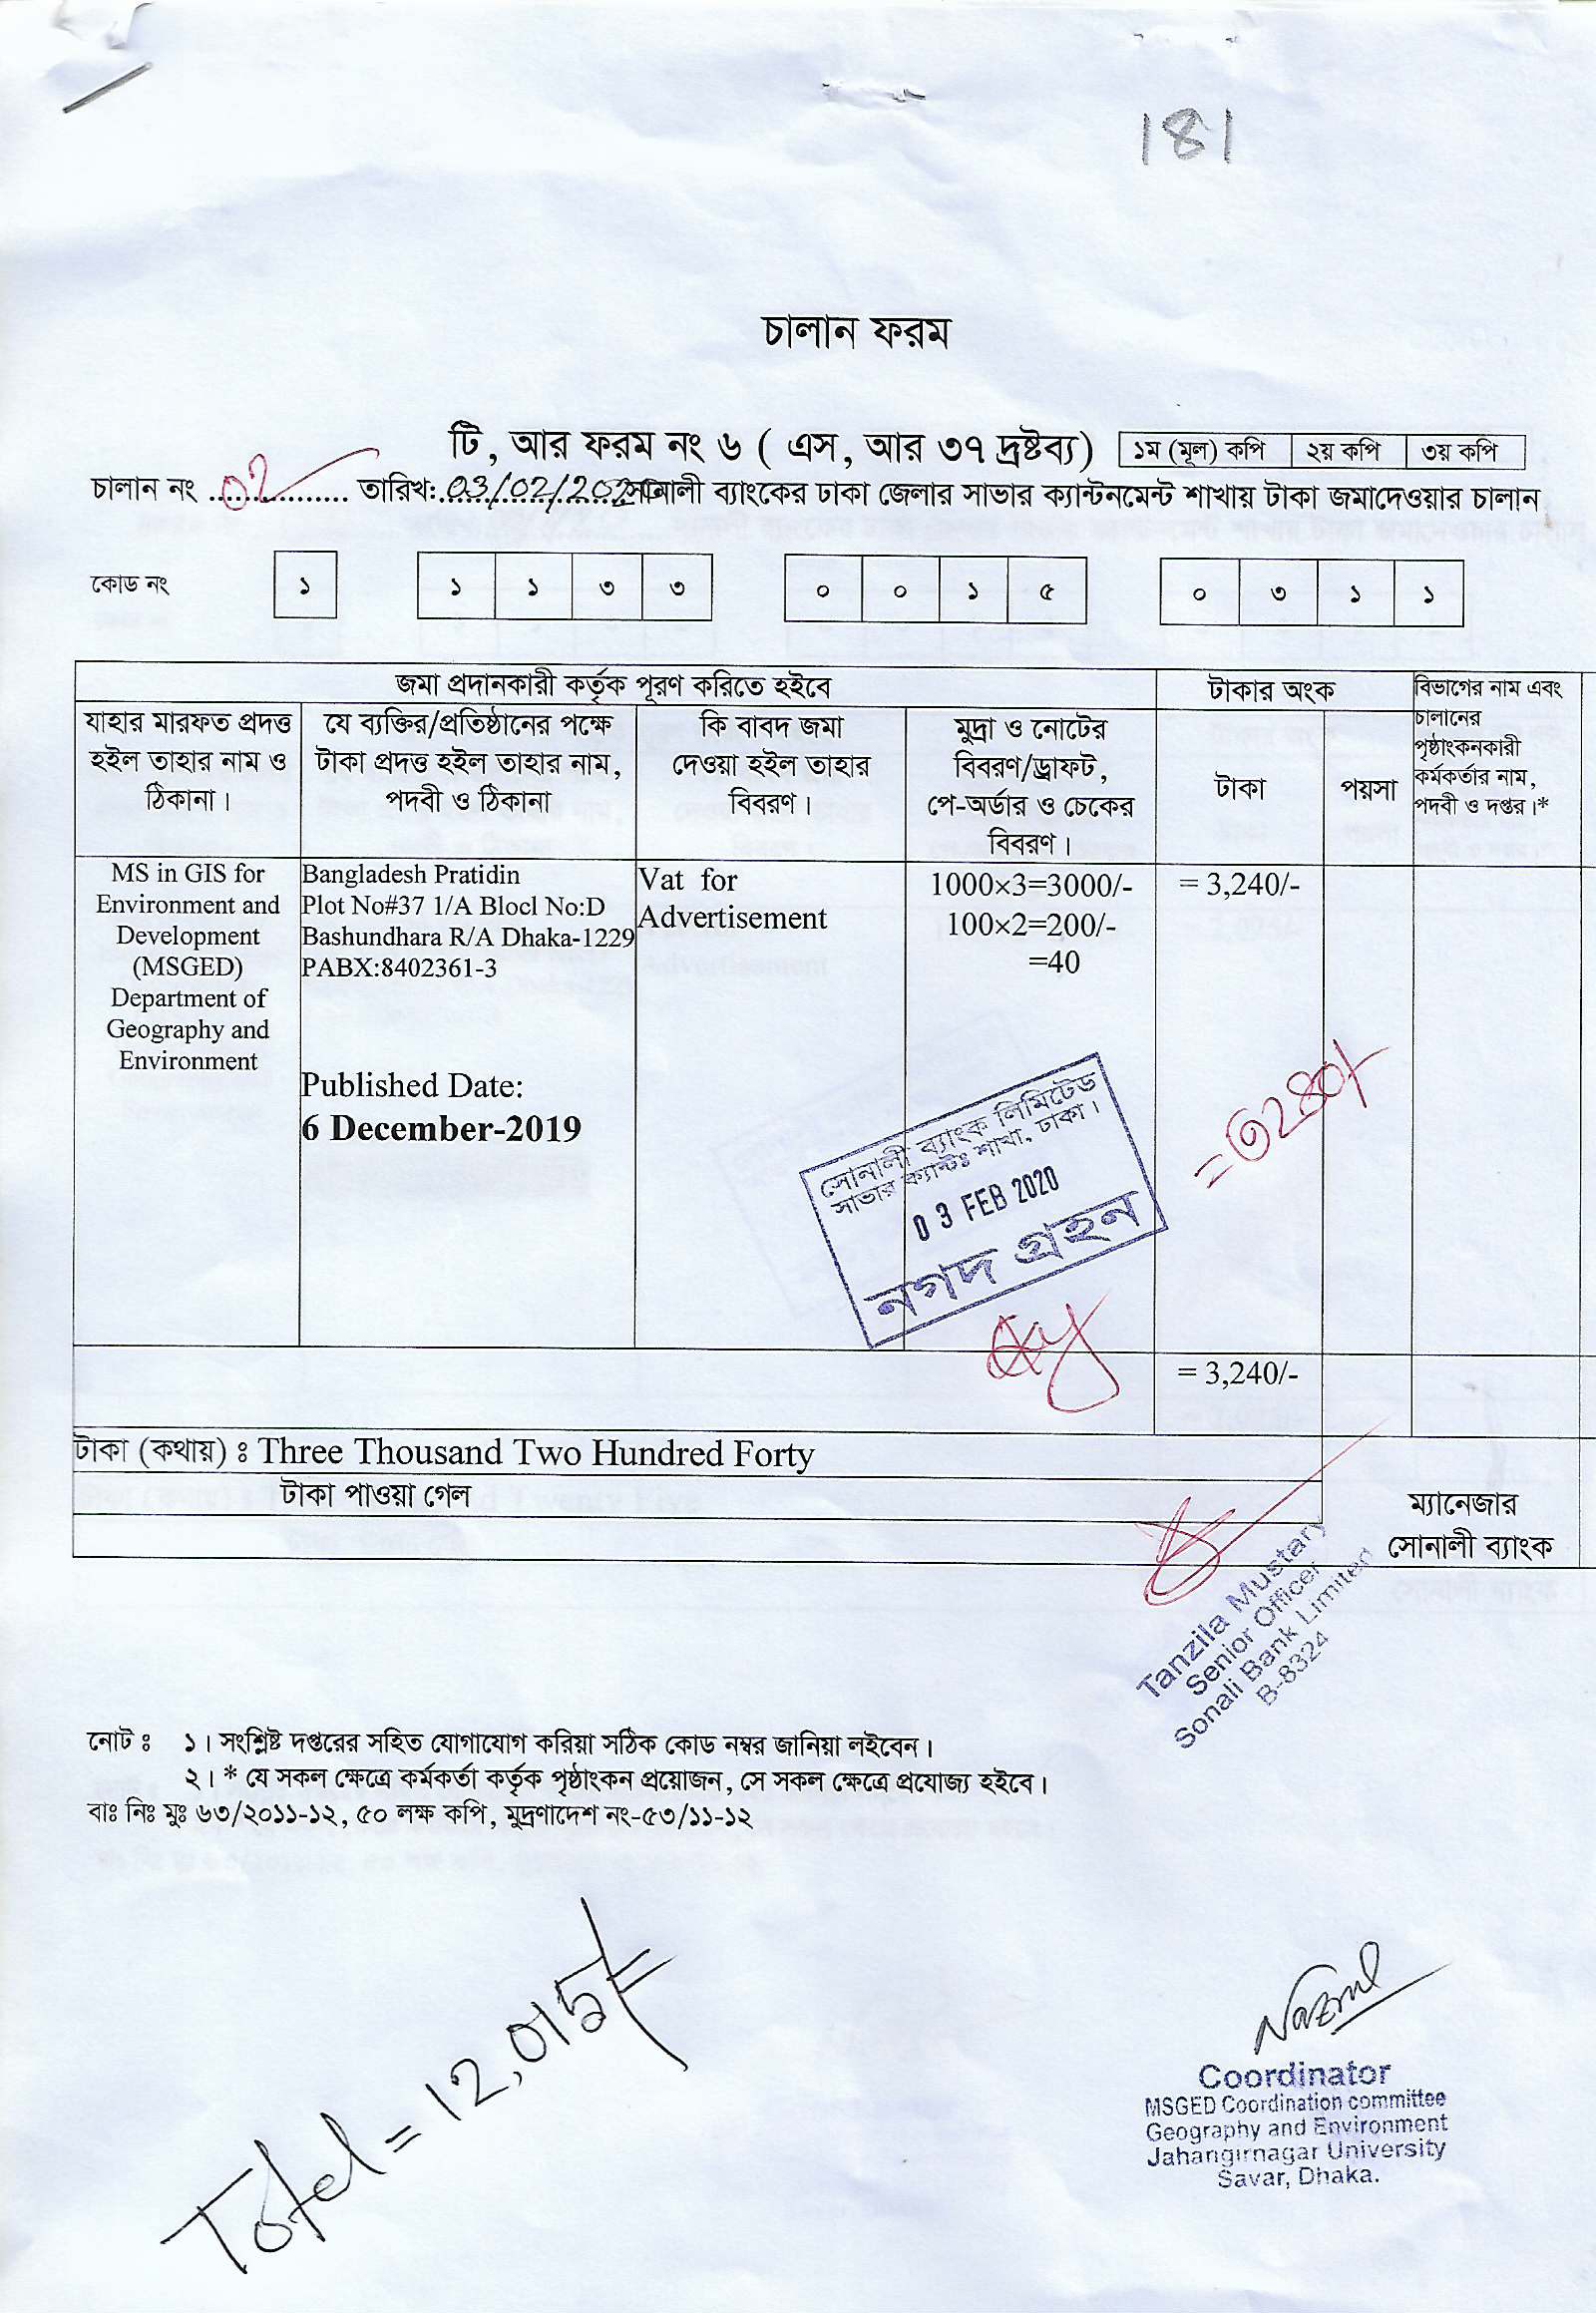 181
চালান ফরম
টি, আর ফরম নং ৬ ( এস, আর ৩৭ দ্রষ্টব্য) ১ম (মূল) কপি ২য় কপি ৩য় কপি
চালান নং ...02... তারিখ:.03/02/2020 সোনালী ব্যাংকের ঢাকা জেলার সাভার ক্যান্টনমেন্ট শাখায় টাকা জমাদেওয়ার চালান
কোড নং ১ ১ ১ ৩ ৩ ০ ০ ১ ৫ ০ ৩ ১ ১
জমা প্রদানকারী কর্তৃক পূরণ করিতে হইবে
টাকার অংক
বিভাগের নাম এবং
চালানের
পৃষ্ঠাংকনকারী
কর্মকর্তার নাম,
পদবী ও দপ্তর।*
যাহার মারফত প্রদত্ত
হইল তাহার নাম ও
ঠিকানা।
যে ব্যক্তির/প্রতিষ্ঠানের পক্ষে
টাকা প্রদত্ত হইল তাহার নাম,
পদবী ও ঠিকানা
কি বাবদ জমা
দেওয়া হইল তাহার
বিবরণ।
মুদ্রা ও নোটের
বিবরণ/ড্রাফট,
পে-অর্ডার ও চেকের
বিবরণ।
টাকা
পয়সা
MS in GIS for
Environment and
Development
(MSGED)
Department of
Geography and
Environment
Bangladesh Pratidin
Plot No#37 1/A Blocl No:D
Bashundhara R/A Dhaka-1229
PABX:8402361-3
Published Date:
6 December-2019
Vat for
Advertisement
1000×3=3000/-
100×2=200/-
=40
= 3,240/-
=৩২৪০/-
সোনালী ব্যাংক লিমিটেড
সাভার ক্যান্টঃ শাখা, ঢাকা।
03 FEB 2020
নগদ গ্রহন
= 3,240/-
টাকা (কথায়) ঃ Three Thousand Two Hundred Forty
টাকা পাওয়া গেল
ম্যানেজার
সোনালী ব্যাংক
Tanzila Mustary
Senior Officer
Sonali Bank Limited
B-8324
নোট ঃ ১। সংশ্লিষ্ট দপ্তরের সহিত যোগাযোগ করিয়া সঠিক কোড নম্বর জানিয়া লইবেন।
২। * যে সকল ক্ষেত্রে কর্মকর্তা কর্তৃক পৃষ্ঠাংকন প্রয়োজন, সে সকল ক্ষেত্রে প্রযোজ্য হইবে।
বাঃ নিঃ মুঃ ৬৩/২০১১-১২, ৫০ লক্ষ কপি, মুদ্রণাদেশ নং-৫৩/১১-১২
Total = 12,015/=
Nazrul
Coordinator
MSGED Coordination committee
Geography and Environment
Jahangirnagar University
Savar, Dhaka.